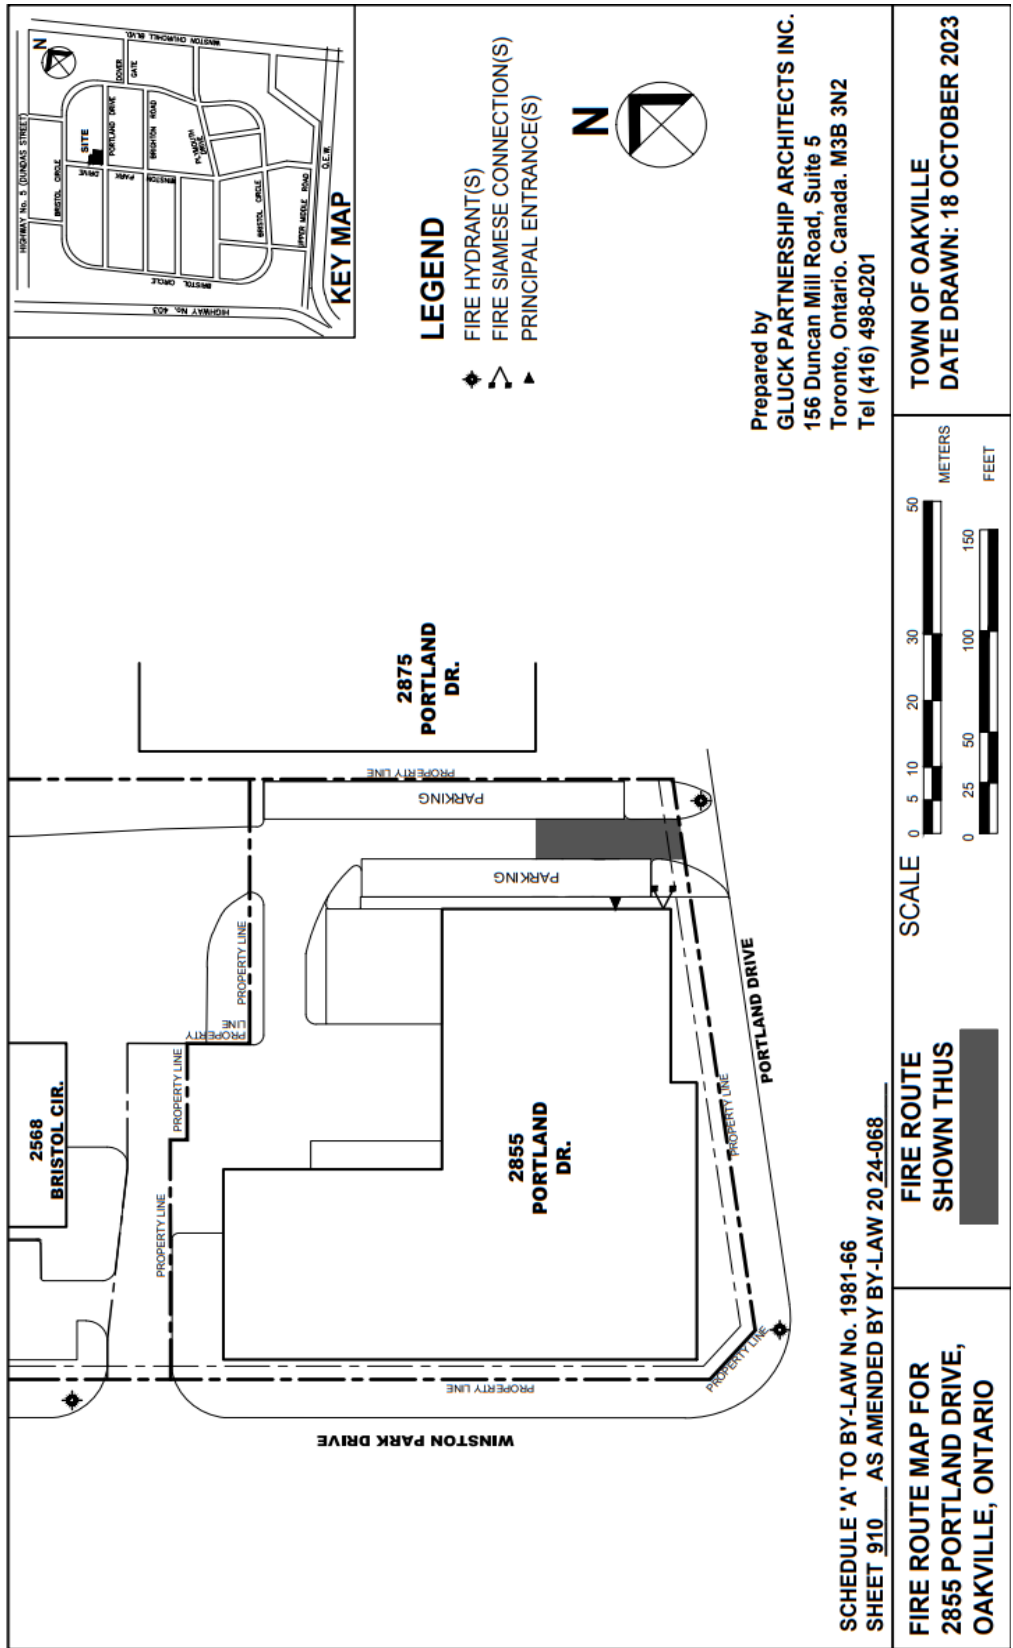 HIGHWAY No. 5 (DUNDAS STREET)
BRISTOL CIRCLE
N
SITE
DRIVE
PARK
WINSTON
PORTLAND DRIVE
DOVER
GATE
BRIGHTON ROAD
PLYMOUTH
DRIVE
WINSTON CHURCHILL BLVD.
BRISTOL CIRCLE
BRISTOL CIRCLE
UPPER MIDDLE ROAD
Q.E.W.
HIGHWAY No. 403
KEY MAP
LEGEND
FIRE HYDRANT(S)
FIRE SIAMESE CONNECTION(S)
PRINCIPAL ENTRANCE(S)
N
Prepared by
GLUCK PARTNERSHIP ARCHITECTS INC.
156 Duncan Mill Road, Suite 5
Toronto, Ontario. Canada. M3B 3N2
Tel (416) 498-0201
2568
BRISTOL CIR.
2875
PORTLAND
DR.
2855
PORTLAND
DR.
PROPERTY LINE
PROPERTY LINE
PROPERTY
LINE
PROPERTY LINE
PROPERTY LINE
PROPERTY LINE
PROPERTY LINE
PROPERTY LINE
PARKING
PARKING
WINSTON PARK DRIVE
PORTLAND DRIVE
SCHEDULE 'A' TO BY-LAW No. 1981-66
SHEET 910 AS AMENDED BY BY-LAW 20 24-068
FIRE ROUTE MAP FOR
2855 PORTLAND DRIVE,
OAKVILLE, ONTARIO
FIRE ROUTE
SHOWN THUS
SCALE
0 5 10 20 30 50
METERS
0 25 50 100 150
FEET
TOWN OF OAKVILLE
DATE DRAWN: 18 OCTOBER 2023